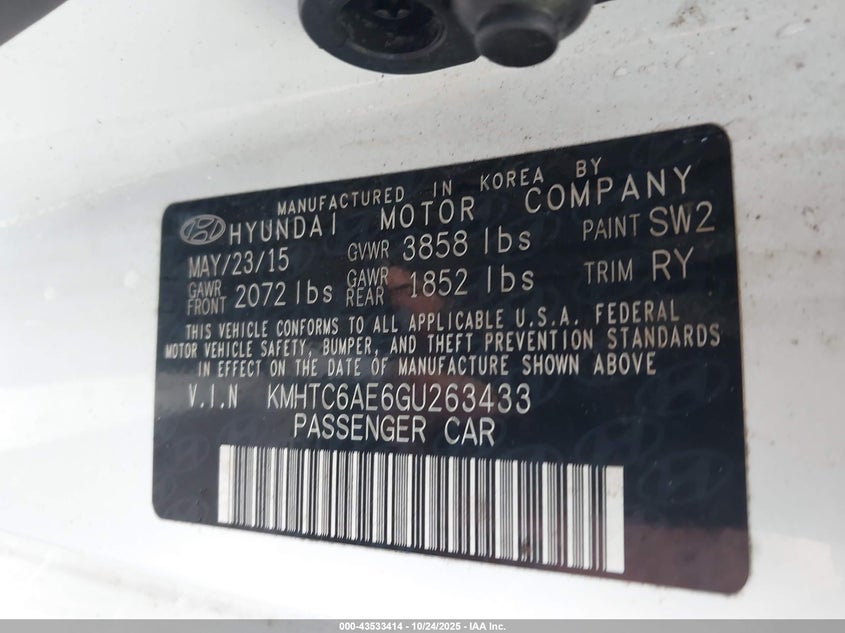 MANUFACTURED IN KOREA BY
HYUNDAI MOTOR COMPANY
MAY/23/15 GVWR 3858 lbs PAINT SW2
GAWR FRONT 2072 lbs GAWR REAR 1852 lbs TRIM RY
THIS VEHICLE CONFORMS TO ALL APPLICABLE U.S.A. FEDERAL
MOTOR VEHICLE SAFETY, BUMPER, AND THEFT PREVENTION STANDARDS
IN EFFECT ON THE DATE OF MANUFACTURE SHOWN ABOVE
V.I.N KMHTC6AE6GU263433
PASSENGER CAR
000-43533414 - 10/24/2025 - IAA Inc.